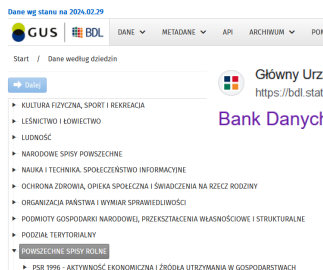 Dane wg stanu na 2024.02.29
GUS BDL DANE METADANE API ARCHIWUM
Start / Dane według dziedzin
Główny Urz
https://bdl.stat
Bank Danych
Dalej
KULTURA FIZYCZNA, SPORT I REKREACJA
LEŚNICTWO I ŁOWIECTWO
LUDNOŚĆ
NARODOWE SPISY POWSZECHNE
NAUKA I TECHNIKA. SPOŁECZEŃSTWO INFORMACYJNE
OCHRONA ZDROWIA, OPIEKA SPOŁECZNA I ŚWIADCZENIA NA RZECZ RODZINY
ORGANIZACJA PAŃSTWA I WYMIAR SPRAWIEDLIWOŚCI
PODMIOTY GOSPODARKI NARODOWEJ, PRZEKSZTAŁCENIA WŁASNOŚCIOWE I STRUKTURALNE
PODZIAŁ TERYTORIALNY
POWSZECHNE SPISY ROLNE
PSR 1996 - AKTYWNOŚĆ EKONOMICZNA I ŹRÓDŁA UTRZYMANIA W GOSPODARSTWACH